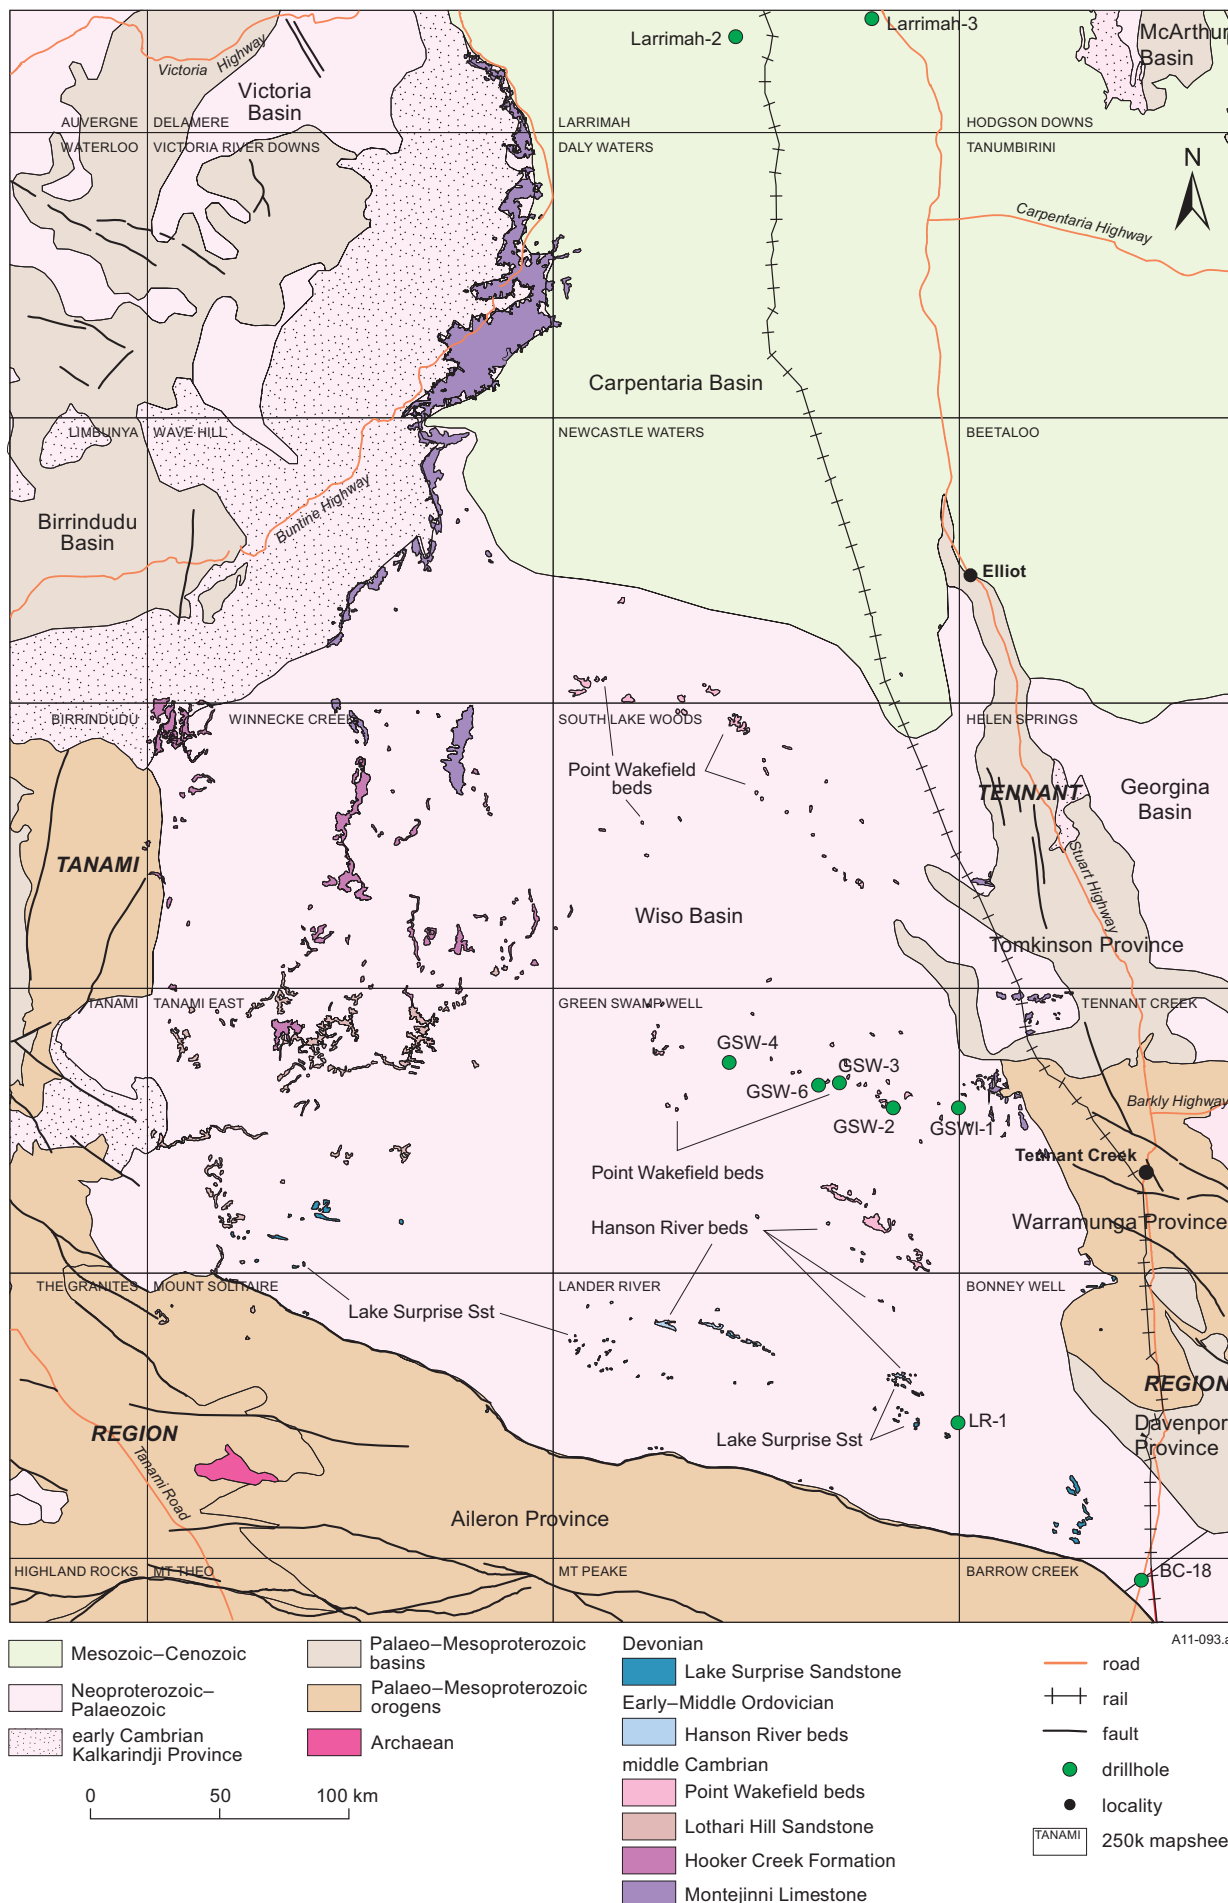 Larrimah-2
Larrimah-3
McArthur
Basin
Victoria Highway
Victoria
Basin
AUVERGNE
DELAMERE
LARRIMAH
HODGSON DOWNS
WATERLOO
VICTORIA RIVER DOWNS
DALY WATERS
TANUMBIRINI
N
Carpentaria Highway
Carpentaria Basin
LIMBUNYA
WAVE HILL
NEWCASTLE WATERS
BEETALOO
Buntine Highway
Birrindudu
Basin
Elliot
BIRRINDUDU
WINNECKE CREEK
SOUTH LAKE WOODS
HELEN SPRINGS
Point Wakefield
beds
TENNANT
Georgina
Basin
Stuart Highway
TANAMI
Wiso Basin
Tomkinson Province
TANAMI
TANAMI EAST
GREEN SWAMP WELL
TENNANT CREEK
GSW-4
GSW-3
GSW-6
GSW-2
GSWI-1
Barkly Highway
Tennant Creek
Point Wakefield beds
Hanson River beds
Warramunga Province
THE GRANITES
MOUNT SOLITAIRE
LANDER RIVER
BONNEY WELL
Lake Surprise Sst
REGION
Davenpor
Province
LR-1
Lake Surprise Sst
REGION
Tanami Road
Aileron Province
HIGHLAND ROCKS
MT THEO
MT PEAKE
BARROW CREEK
BC-18
A11-093.a
Mesozoic–Cenozoic
Neoproterozoic–
Palaeozoic
early Cambrian
Kalkarindji Province
0 50 100 km
Palaeo–Mesoproterozoic
basins
Palaeo–Mesoproterozoic
orogens
Archaean
Devonian
Lake Surprise Sandstone
Early–Middle Ordovician
Hanson River beds
middle Cambrian
Point Wakefield beds
Lothari Hill Sandstone
Hooker Creek Formation
Montejinni Limestone
road
rail
fault
drillhole
locality
TANAMI
250k mapshee